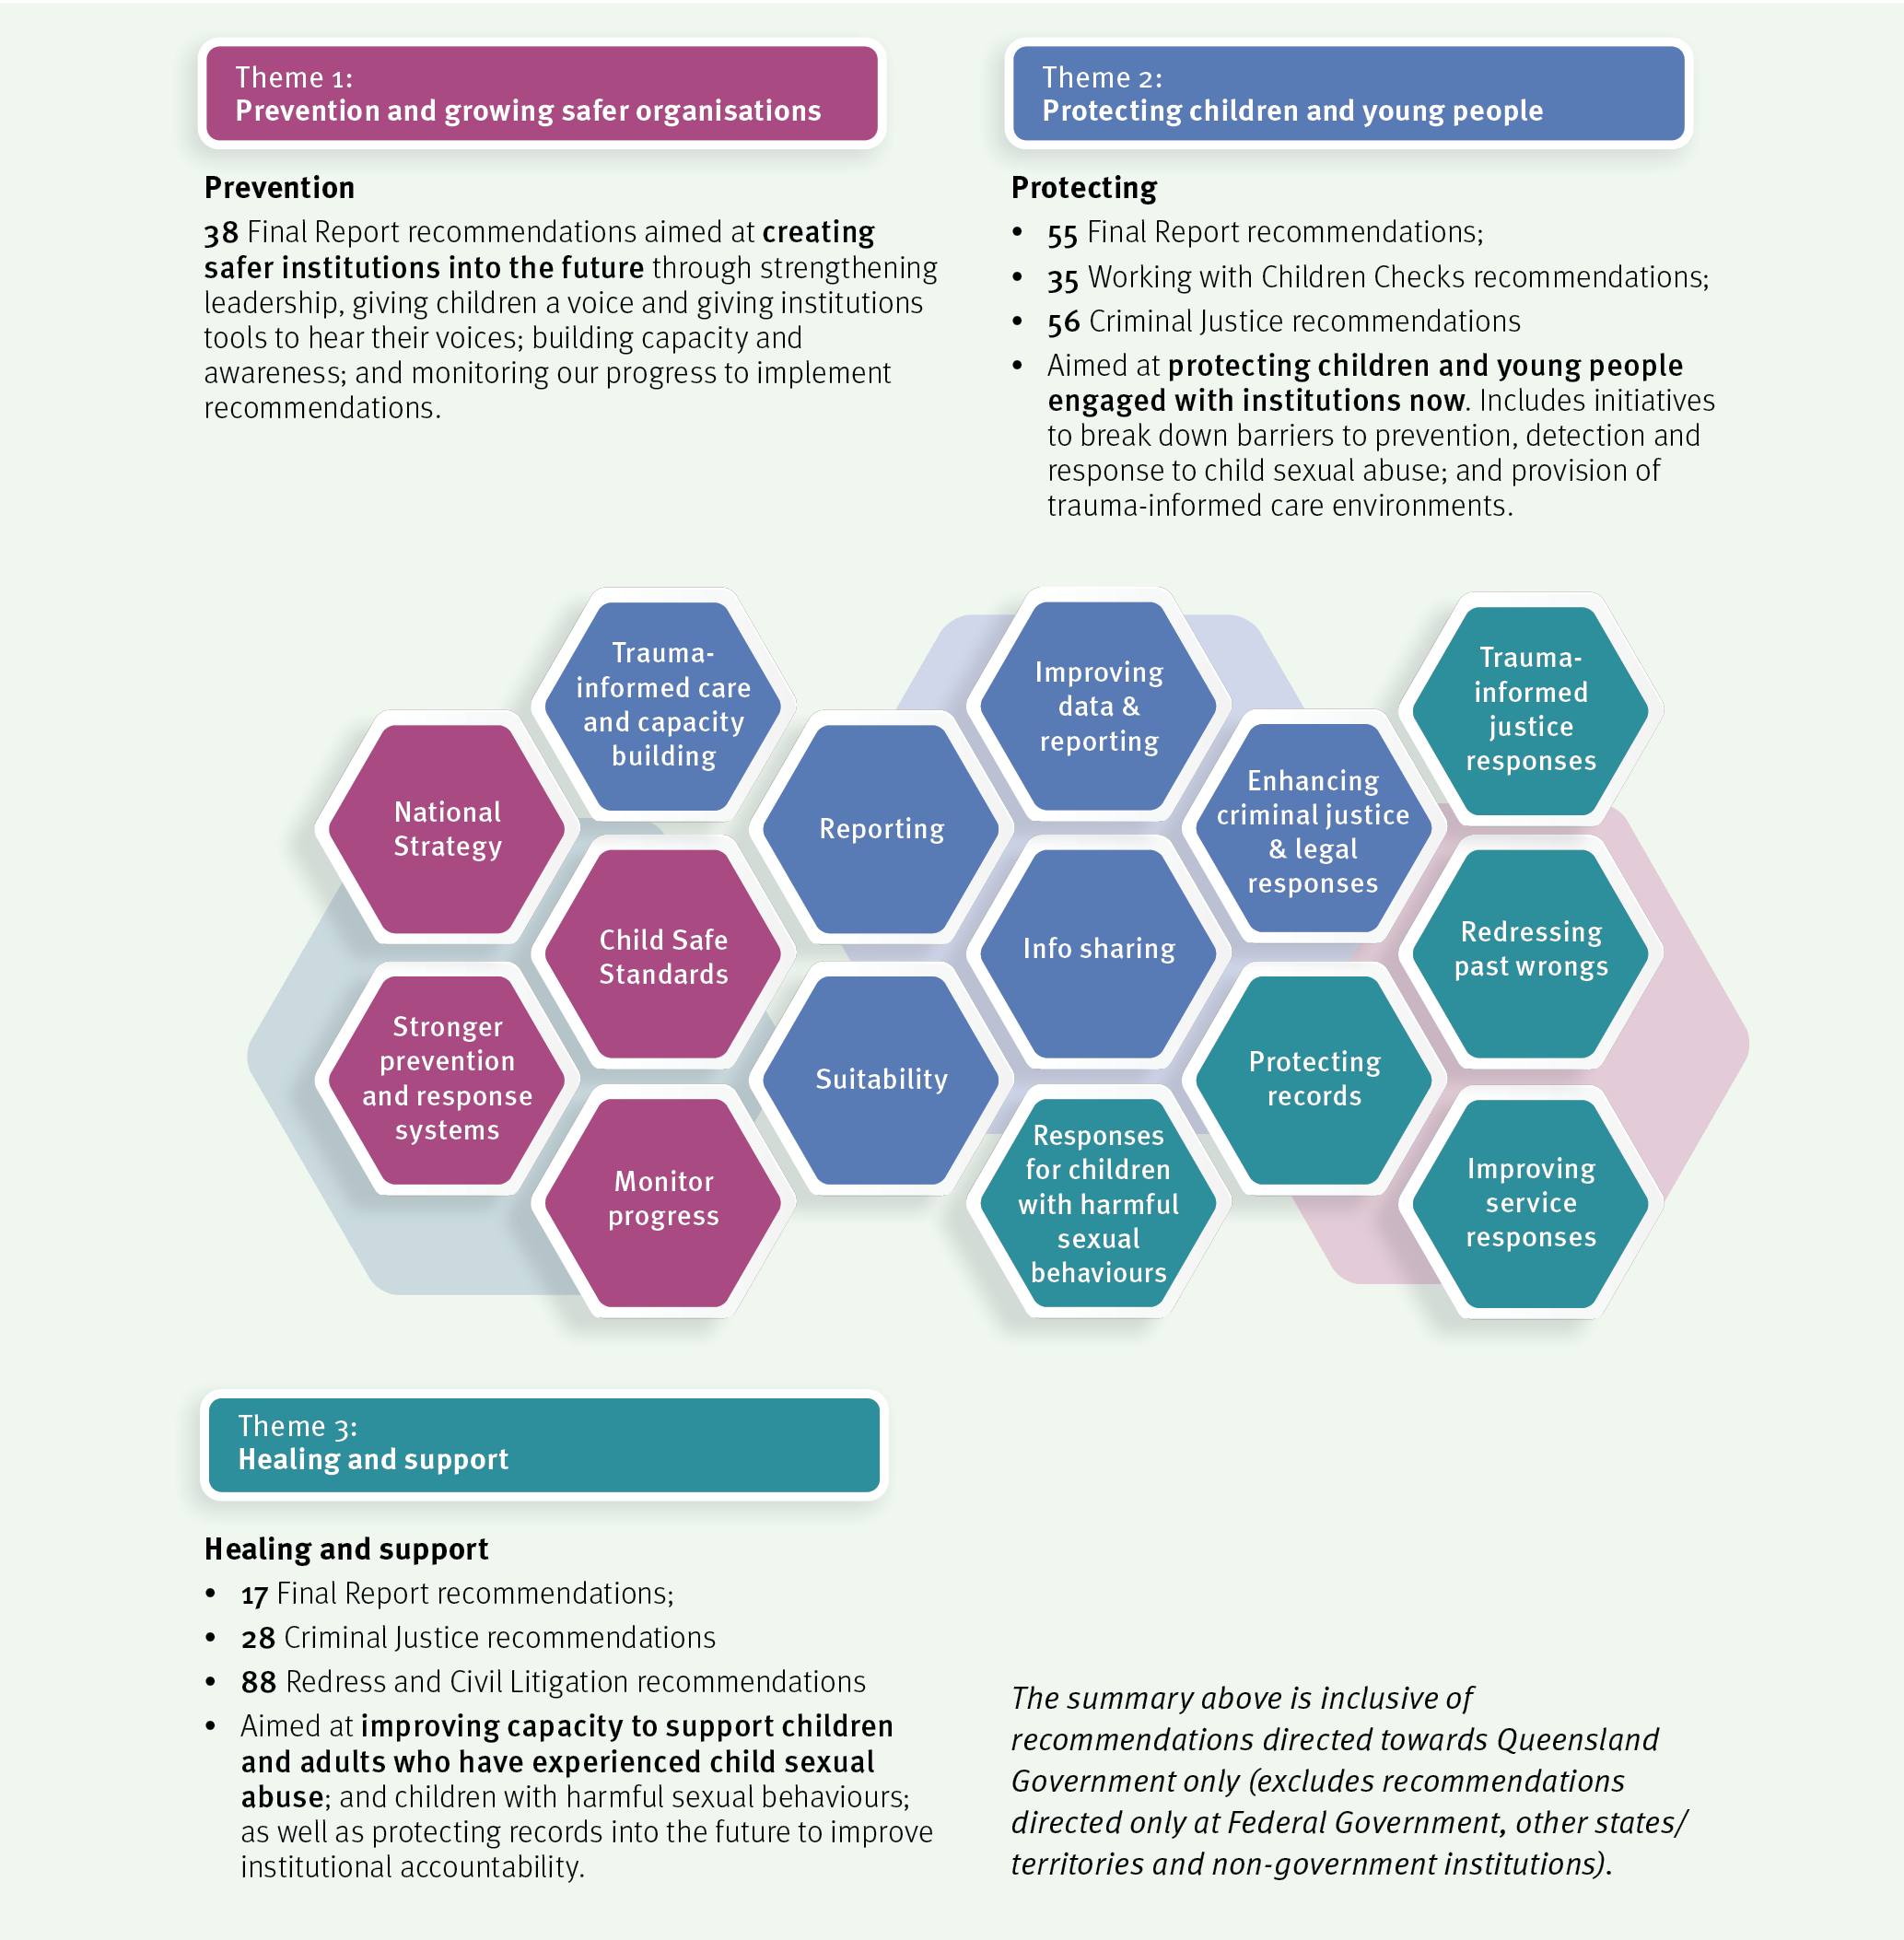 Theme 1:
Prevention and growing safer organisations
Prevention
38 Final Report recommendations aimed at creating
safer institutions into the future through strengthening
leadership, giving children a voice and giving institutions
tools to hear their voices; building capacity and
awareness; and monitoring our progress to implement
recommendations.
Theme 2:
Protecting children and young people
Protecting
• 55 Final Report recommendations;
• 35 Working with Children Checks recommendations;
• 56 Criminal Justice recommendations
• Aimed at protecting children and young people
engaged with institutions now. Includes initiatives
to break down barriers to prevention, detection and
response to child sexual abuse; and provision of
trauma-informed care environments.
Trauma-
informed care
and capacity
building
Improving
data &
reporting
Trauma-
informed
justice
responses
National
Strategy
Reporting
Enhancing
criminal justice
& legal
responses
Child Safe
Standards
Info sharing
Redressing
past wrongs
Stronger
prevention
and response
systems
Suitability
Protecting
records
Monitor
progress
Responses
for children
with harmful
sexual
behaviours
Improving
service
responses
Theme 3:
Healing and support
Healing and support
• 17 Final Report recommendations;
• 28 Criminal Justice recommendations
• 88 Redress and Civil Litigation recommendations
• Aimed at improving capacity to support children
and adults who have experienced child sexual
abuse; and children with harmful sexual behaviours;
as well as protecting records into the future to improve
institutional accountability.
The summary above is inclusive of
recommendations directed towards Queensland
Government only (excludes recommendations
directed only at Federal Government, other states/
territories and non-government institutions).